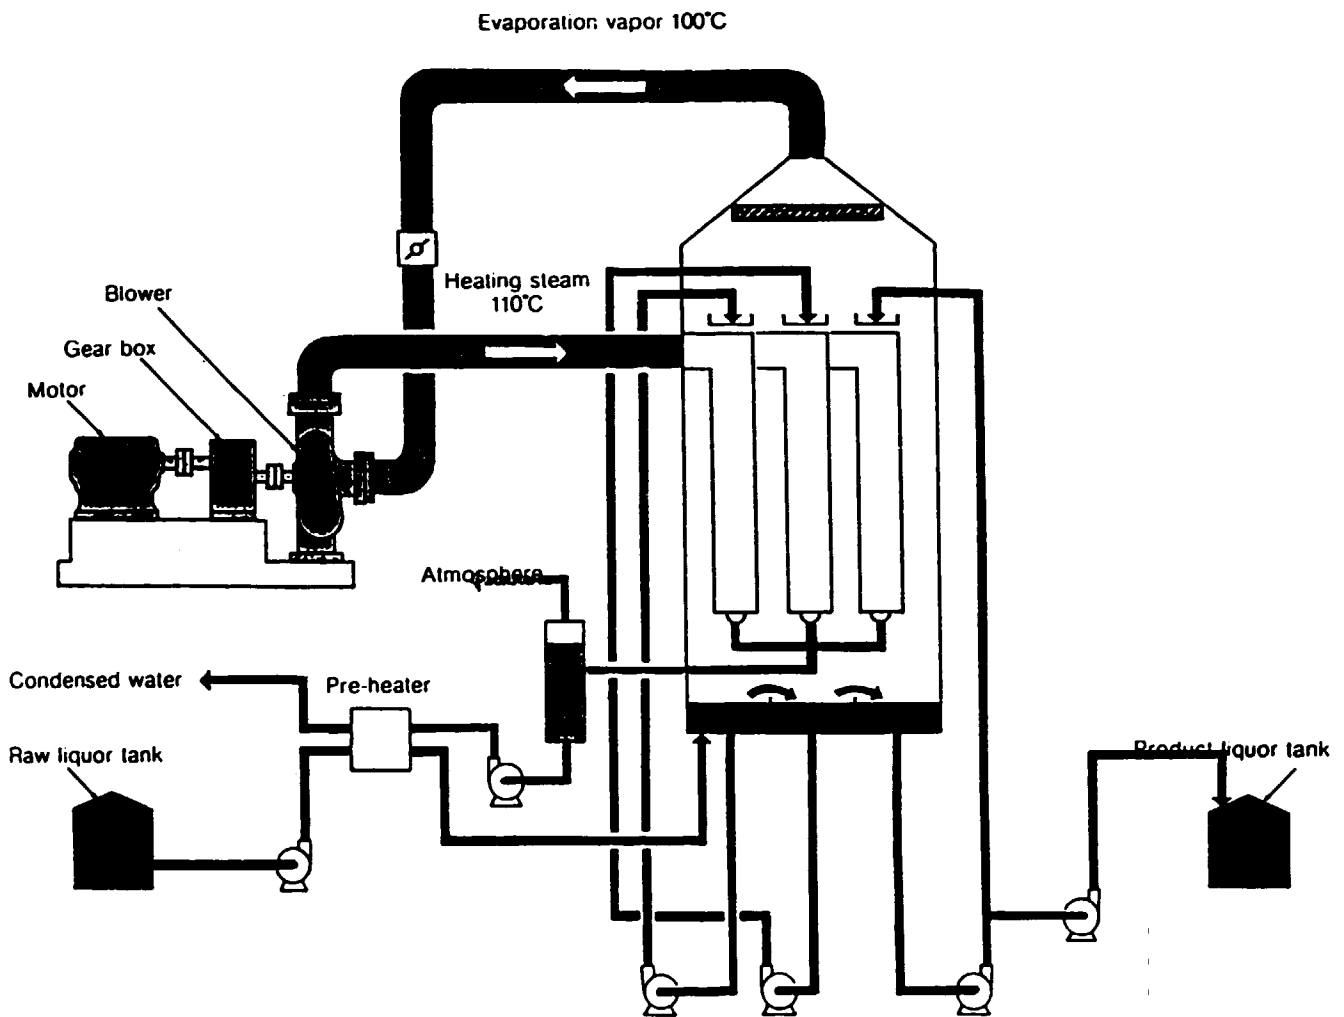 Evaporation vapor 100°C
Heating steam
110°C
Blower
Gear box
Motor
Atmosphere
Condensed water
Pre-heater
Raw liquor tank
Product liquor tank